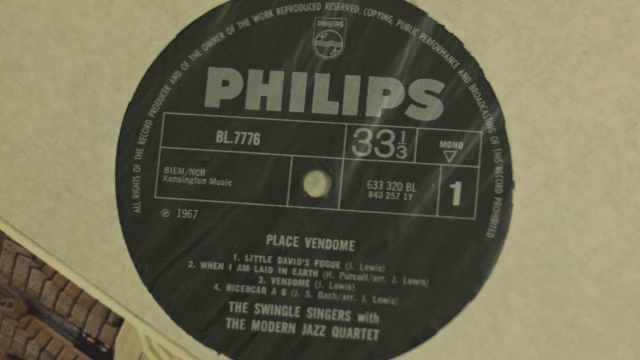 ALL RIGHTS OF THE RECORD PRODUCER AND OF THE OWNER OF THE WORK REPRODUCED RESERVED. COPYING, PUBLIC PERFORMANCE AND BROADCASTING OF THIS RECORD PROHIBITED
PHILIPS
PHILIPS
BL.7776
33 1/3
MONO
BIEM/NCB
Kensington Music
633 320 BL
840 257 1Y
1
℗ 1967
PLACE VENDOME
1. LITTLE DAVID'S FUGUE (J. Lewis)
2. WHEN I AM LAID IN EARTH (H. Purcell/arr. J. Lewis)
3. VENDOME (J. Lewis)
4. RICERCAR A 6 (J. S. Bach/arr. J. Lewis)
THE SWINGLE SINGERS with
THE MODERN JAZZ QUARTET